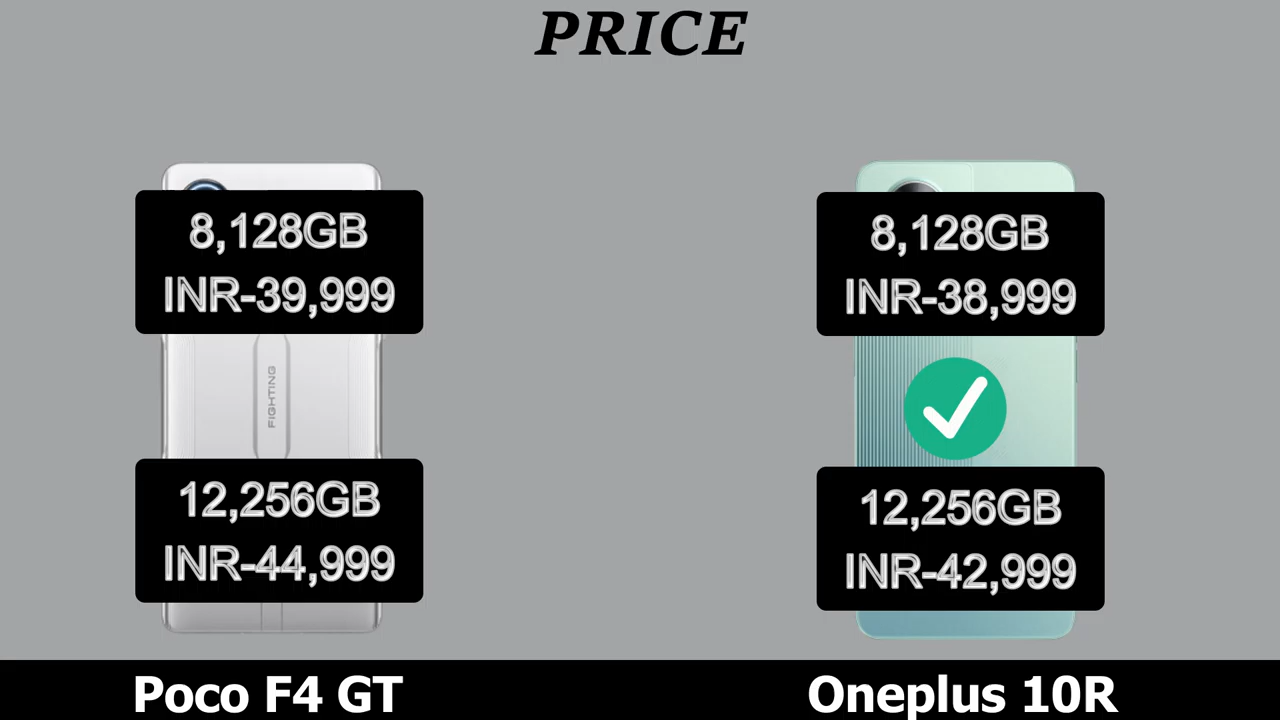 PRICE
8,128GB
INR-39,999
FIGHTING
12,256GB
INR-44,999
Poco F4 GT
8,128GB
INR-38,999
12,256GB
INR-42,999
Oneplus 10R